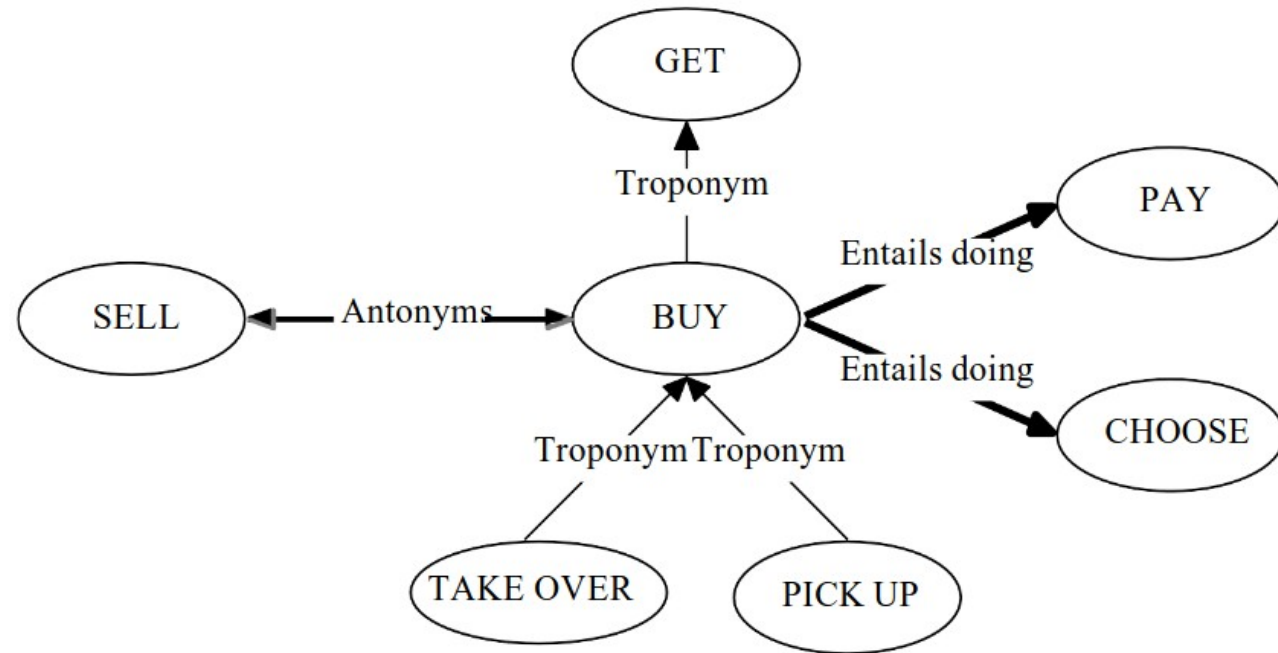 GET
Troponym
PAY
Entails doing
SELL
Antonyms
BUY
Entails doing
CHOOSE
Troponym
Troponym
TAKE OVER
PICK UP